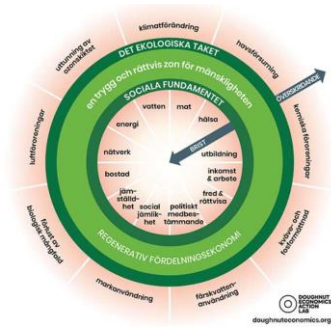 klimatförändring
havsförsurning
kemiska föroreningar
kväve- och
fosforutsläpp
färskvatten-
användning
markanvändning
förlust av
biologisk mångfald
luftföroreningar
uttunning av
ozonskiktet
ÖVERSKRIDANDE
DET EKOLOGISKA TAKET
en trygg och rättvis zon för mänskligheten
SOCIALA FUNDAMENTET
vatten
mat
hälsa
utbildning
inkomst
& arbete
fred &
rättvisa
politiskt
medbes-
tämmande
social
jämlik-
het
jäm-
ställd-
het
bostad
nätverk
energi
BRIST
REGENERATIV FÖRDELNINGSEKONOMI
DOUGHNUT
ECONOMICS
ACTION
LAB
doughnuteconomics.org